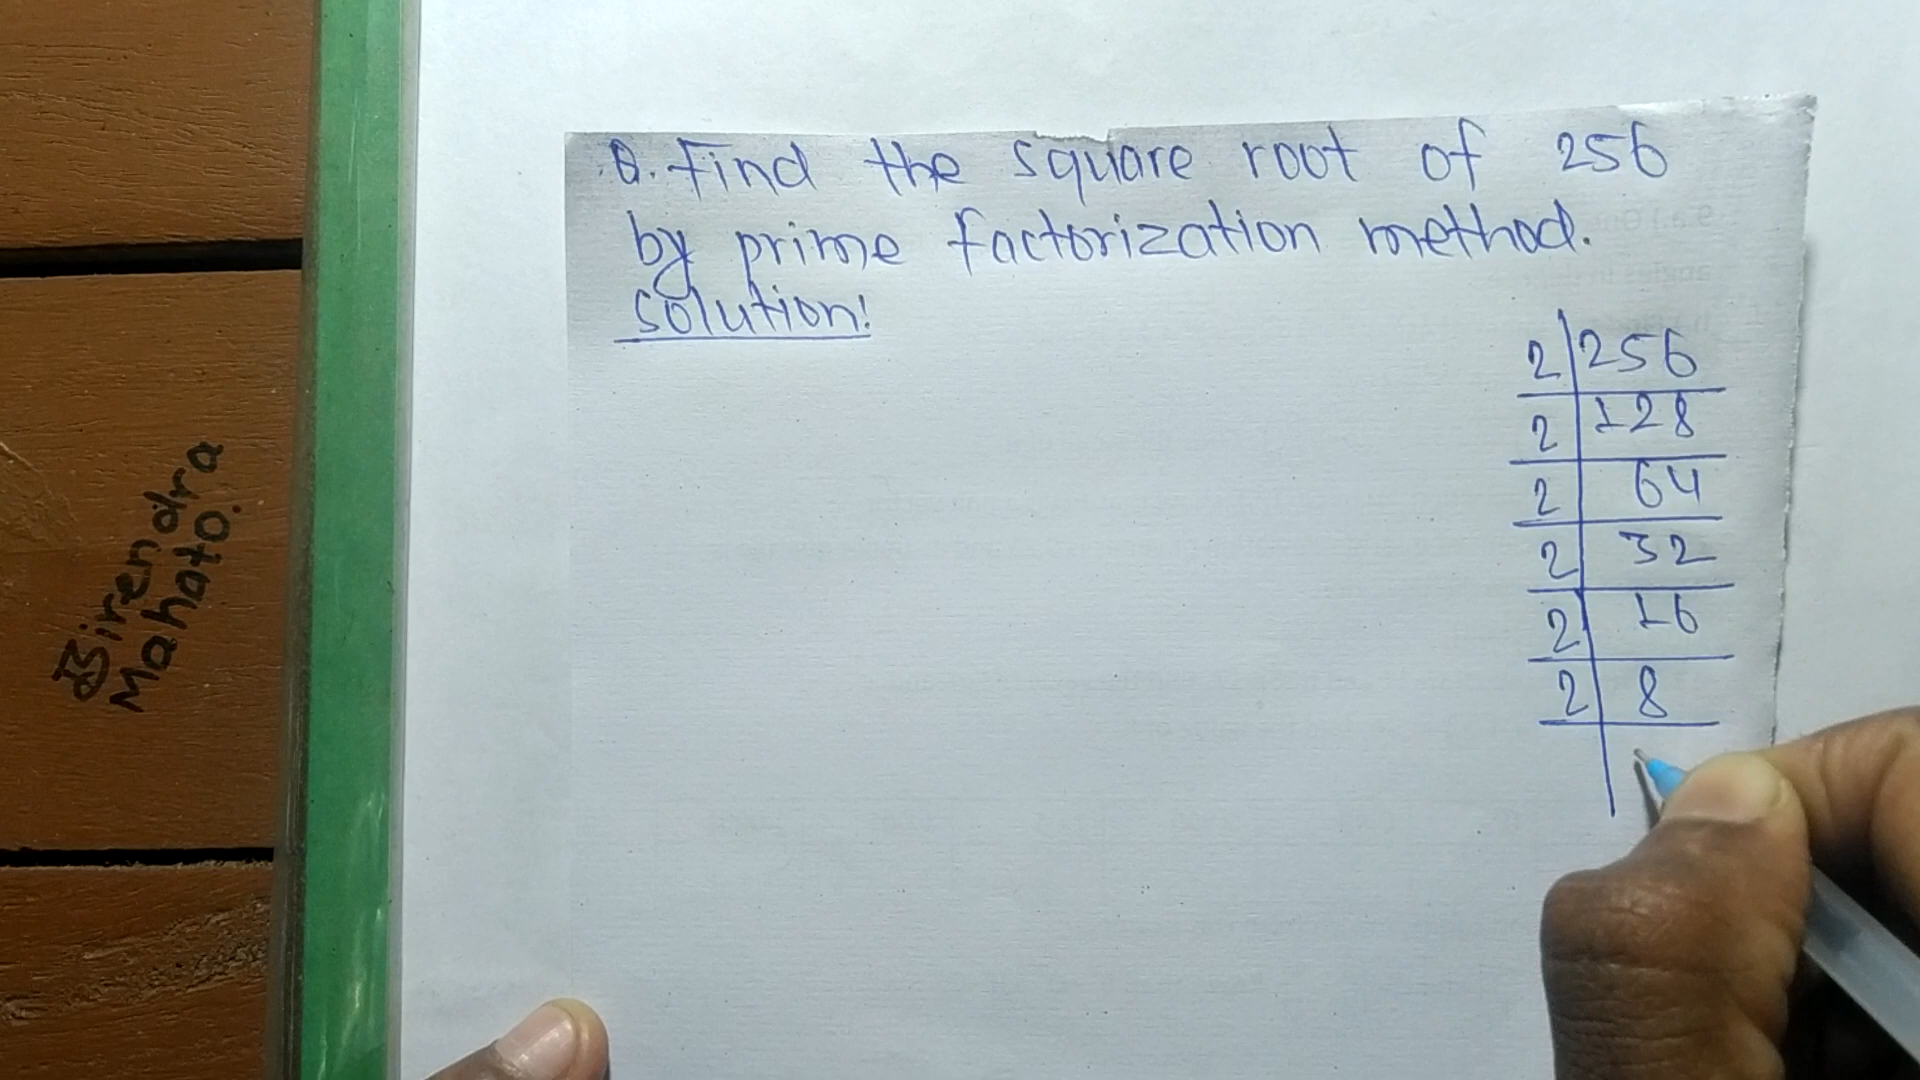 Q. Find the square root of 256
by prime factorization method.
Solution:
2 256
2 128
2 64
2 32
2 16
2 8
Birendra
Mahato.